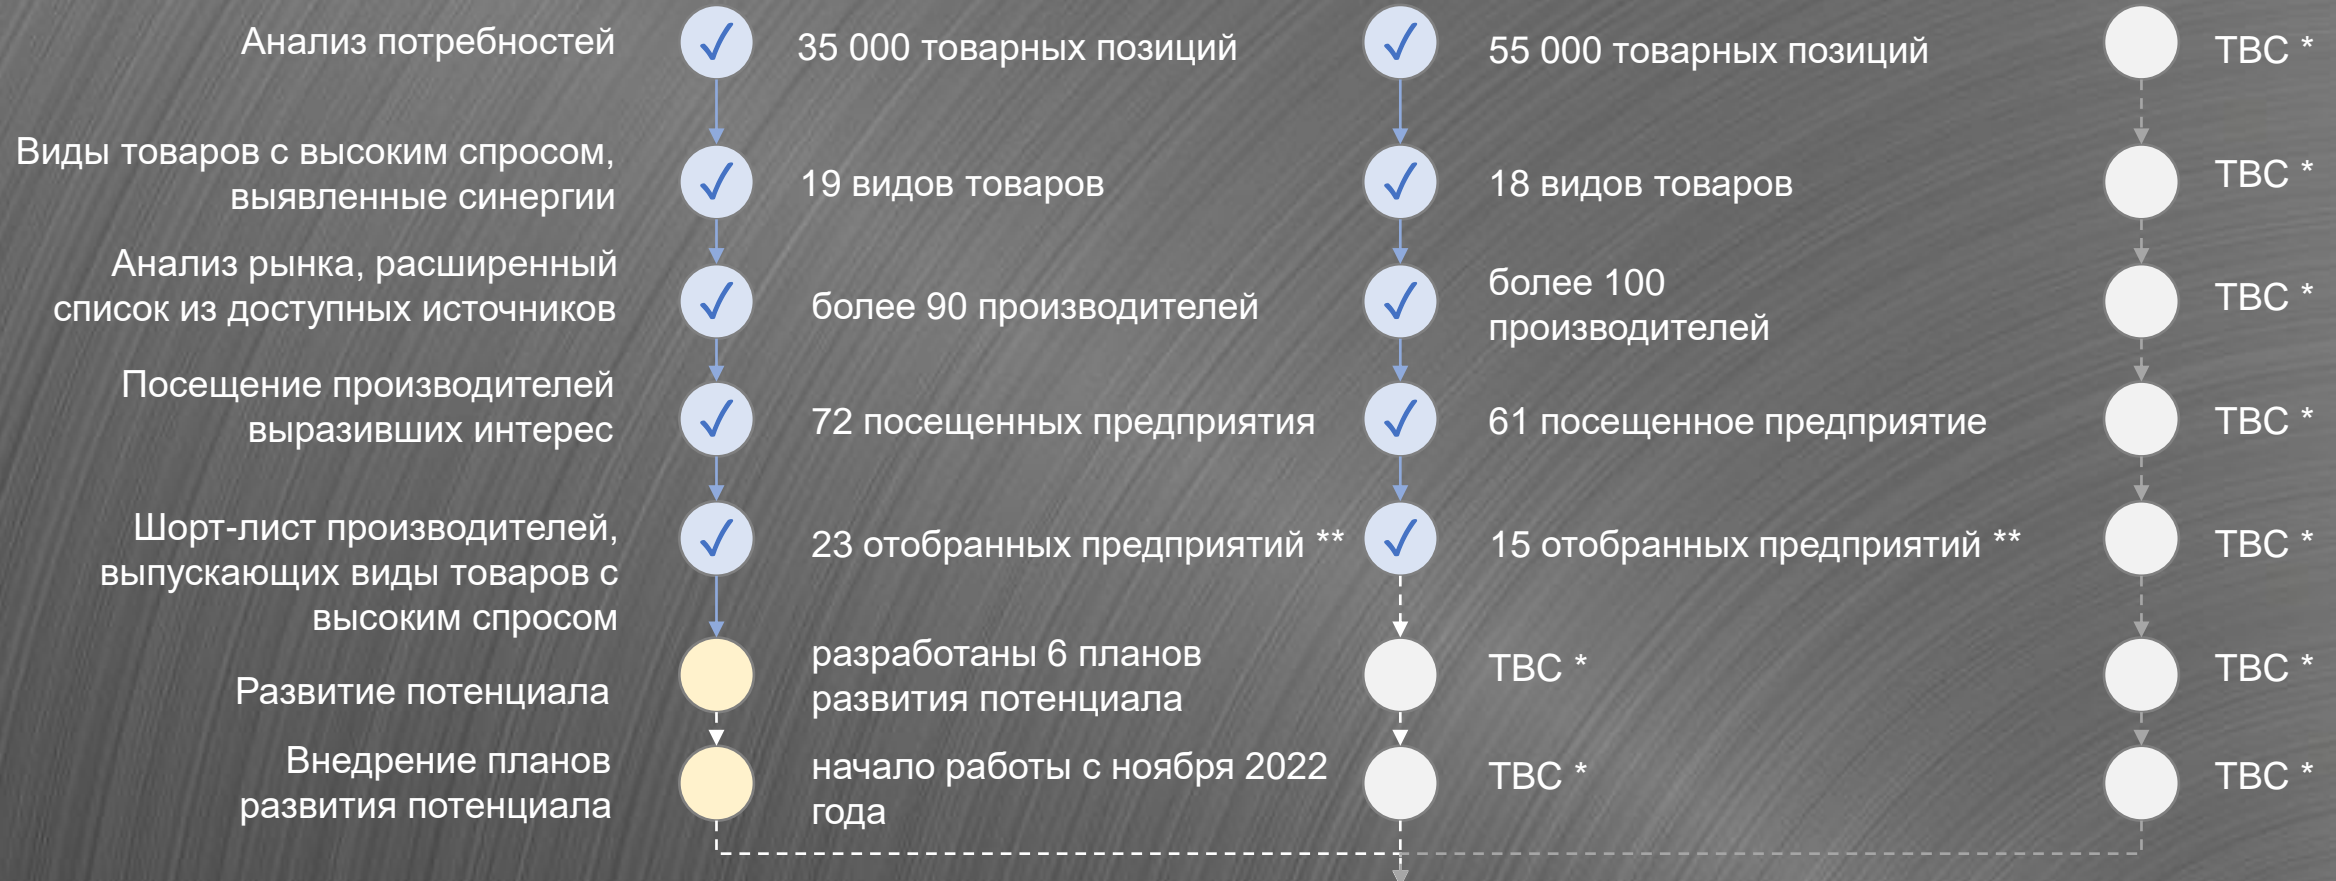 Анализ потребностей
35 000 товарных позиций
55 000 товарных позиций
TBC *
Виды товаров с высоким спросом,
выявленные синергии
19 видов товаров
18 видов товаров
TBC *
Анализ рынка, расширенный
список из доступных источников
более 90 производителей
более 100
производителей
TBC *
Посещение производителей
выразивших интерес
72 посещенных предприятия
61 посещенное предприятие
TBC *
Шорт-лист производителей,
выпускающих виды товаров с
высоким спросом
23 отобранных предприятий **
15 отобранных предприятий **
TBC *
Развитие потенциала
разработаны 6 планов
развития потенциала
TBC *
TBC *
Внедрение планов
развития потенциала
начало работы с ноября 2022
года
TBC *
TBC *